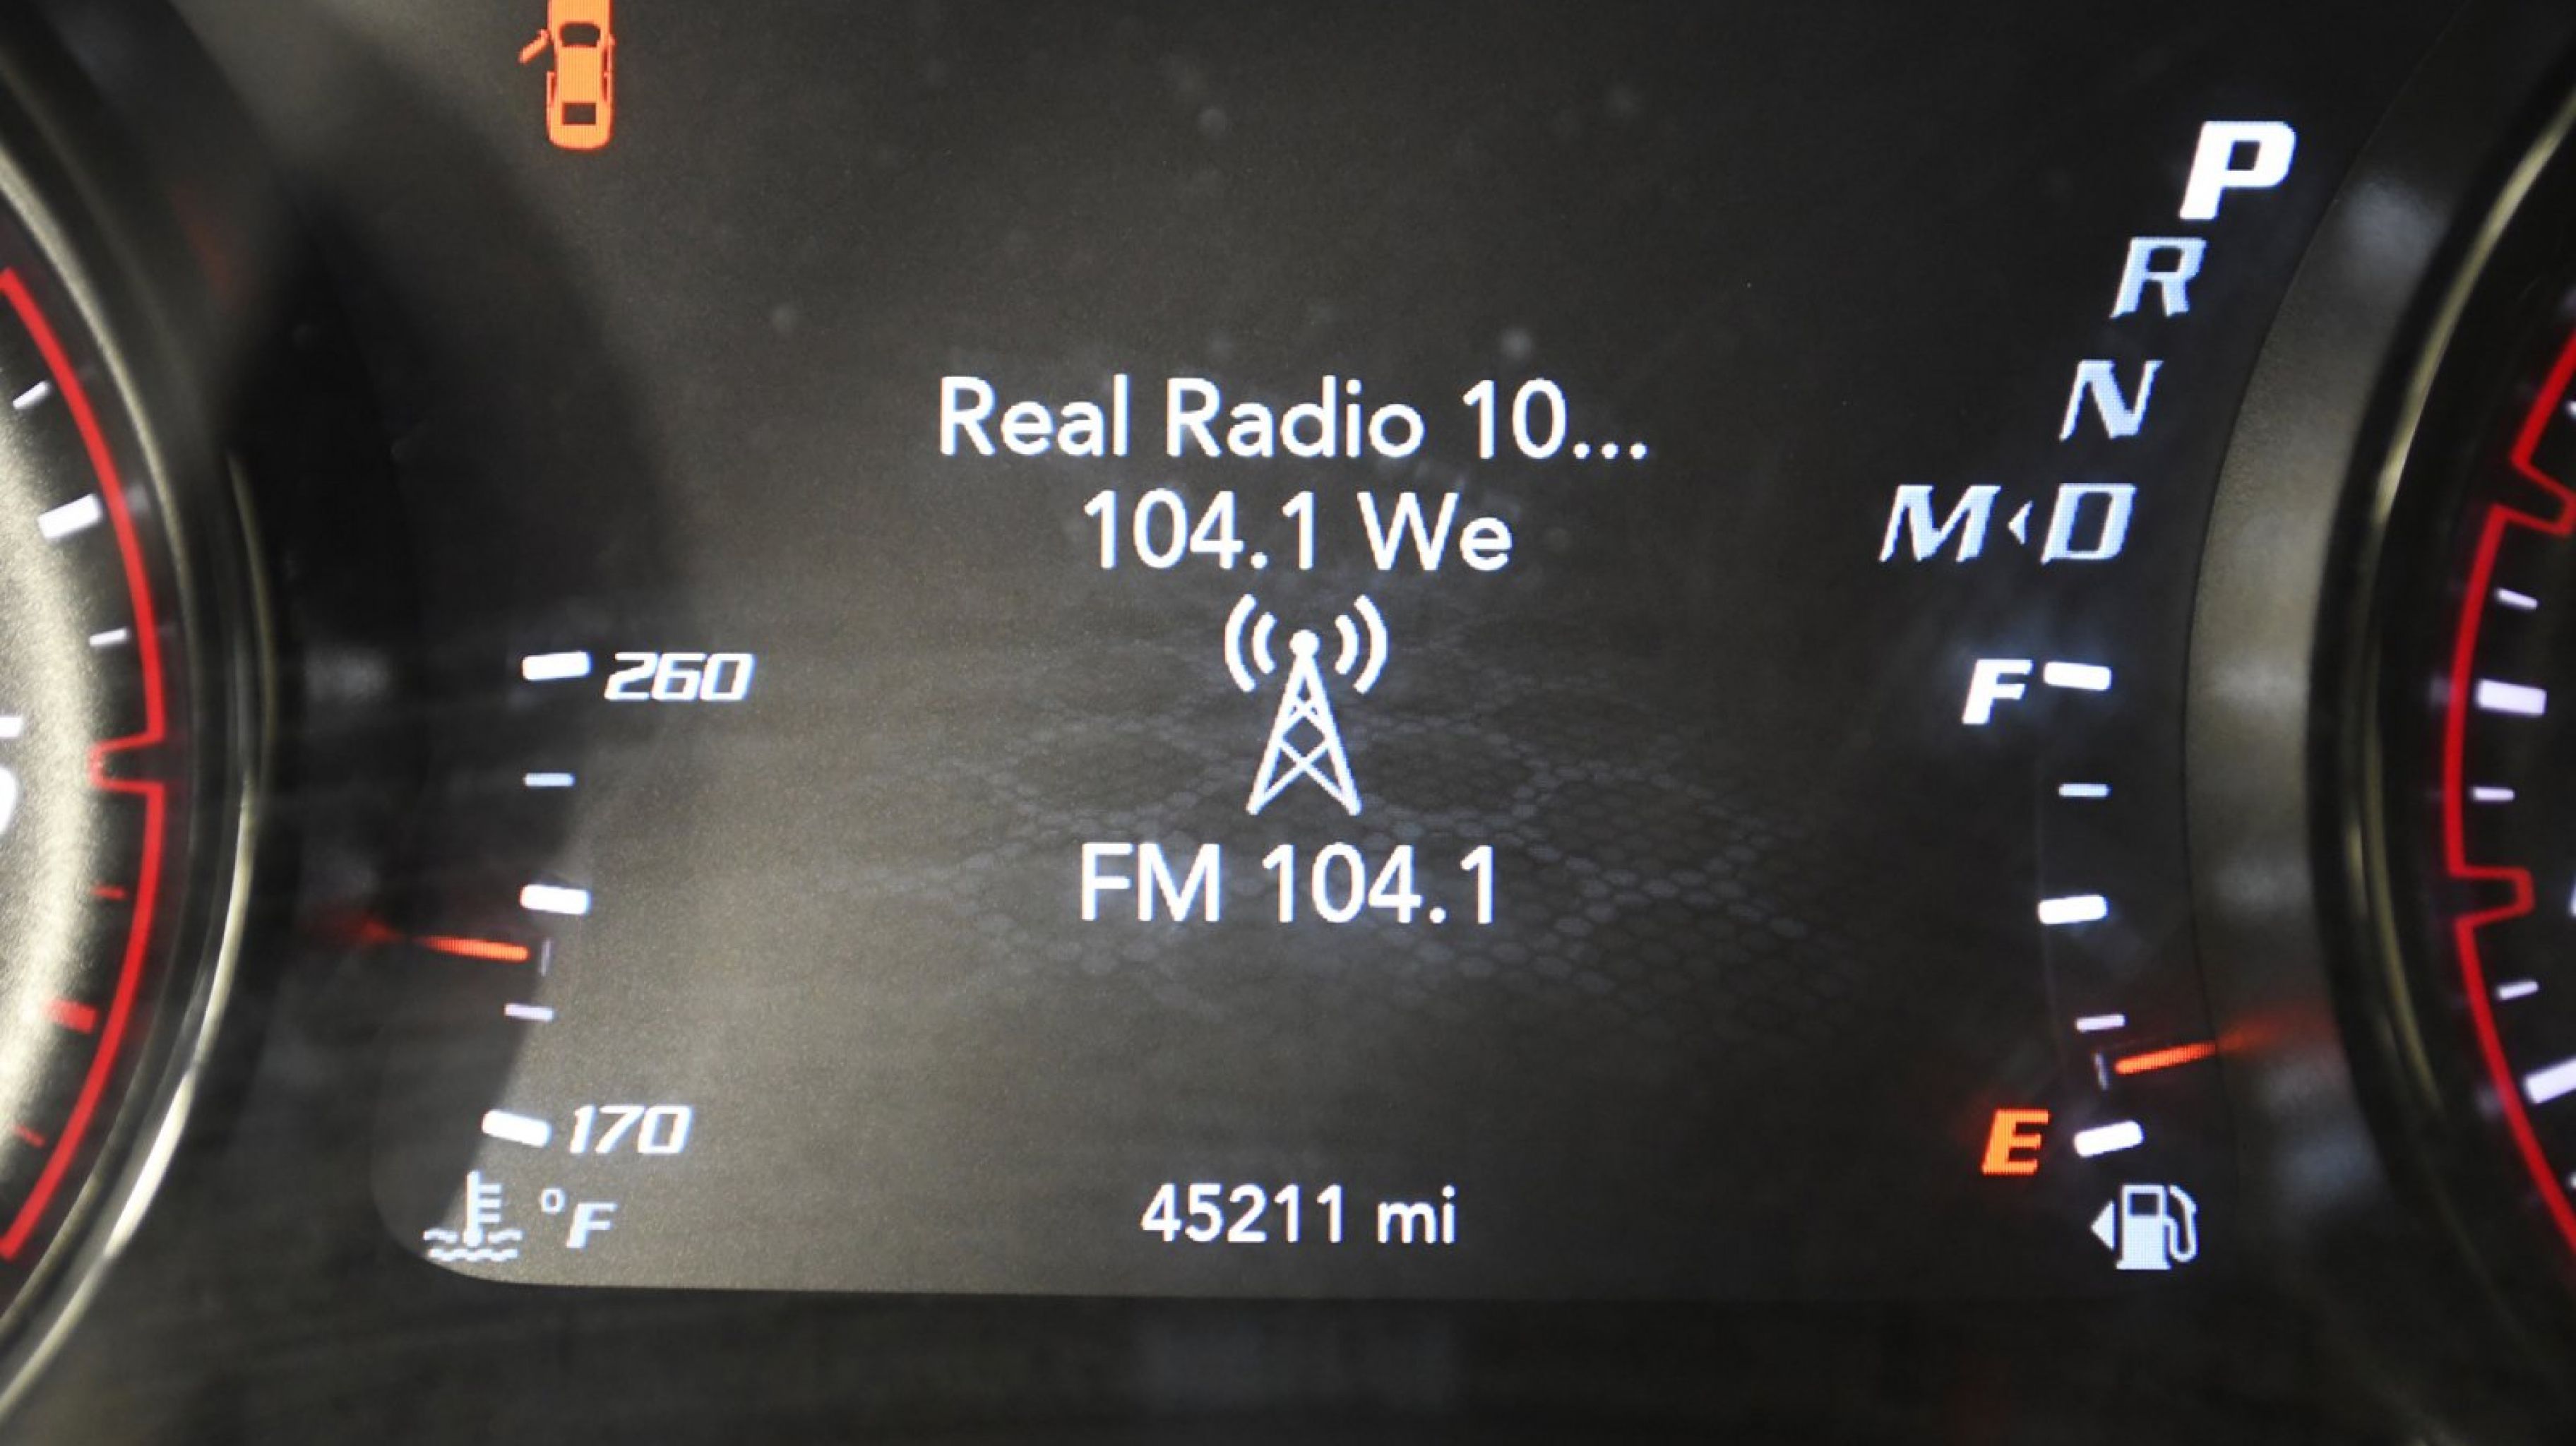 P
R
N
M D
Real Radio 10...
104.1 We
FM 104.1
260
170
°F
F
E
45211 mi